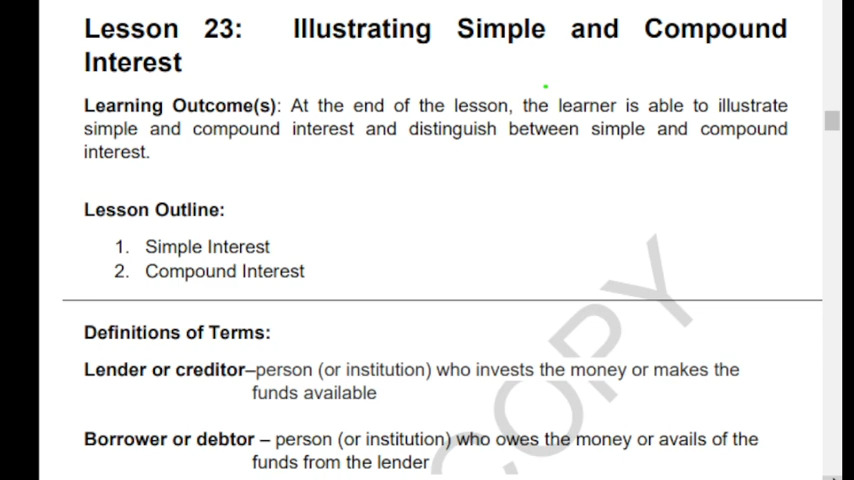 Lesson 23: Illustrating Simple and Compound
Interest
Learning Outcome(s): At the end of the lesson, the learner is able to illustrate
simple and compound interest and distinguish between simple and compound
interest.
Lesson Outline:
1. Simple Interest
2. Compound Interest
Definitions of Terms:
Lender or creditor–person (or institution) who invests the money or makes the
funds available
Borrower or debtor – person (or institution) who owes the money or avails of the
funds from the lender
COPY